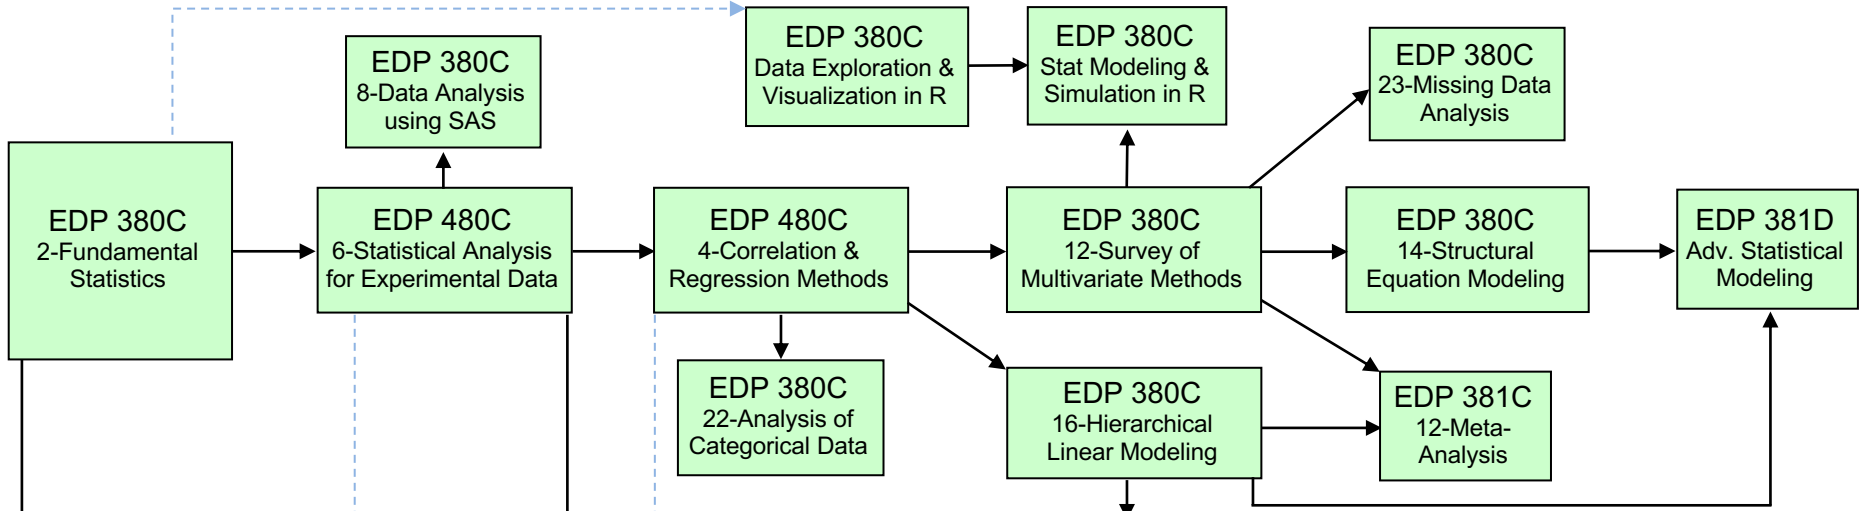 EDP 380C
Data Exploration &
Visualization in R
EDP 380C
Stat Modeling &
Simulation in R
EDP 380C
23-Missing Data
Analysis
EDP 380C
8-Data Analysis
using SAS
EDP 380C
2-Fundamental
Statistics
EDP 480C
6-Statistical Analysis
for Experimental Data
EDP 480C
4-Correlation &
Regression Methods
EDP 380C
12-Survey of
Multivariate Methods
EDP 380C
14-Structural
Equation Modeling
EDP 381D
Adv. Statistical
Modeling
EDP 380C
22-Analysis of
Categorical Data
EDP 380C
16-Hierarchical
Linear Modeling
EDP 381C
12-Meta-
Analysis